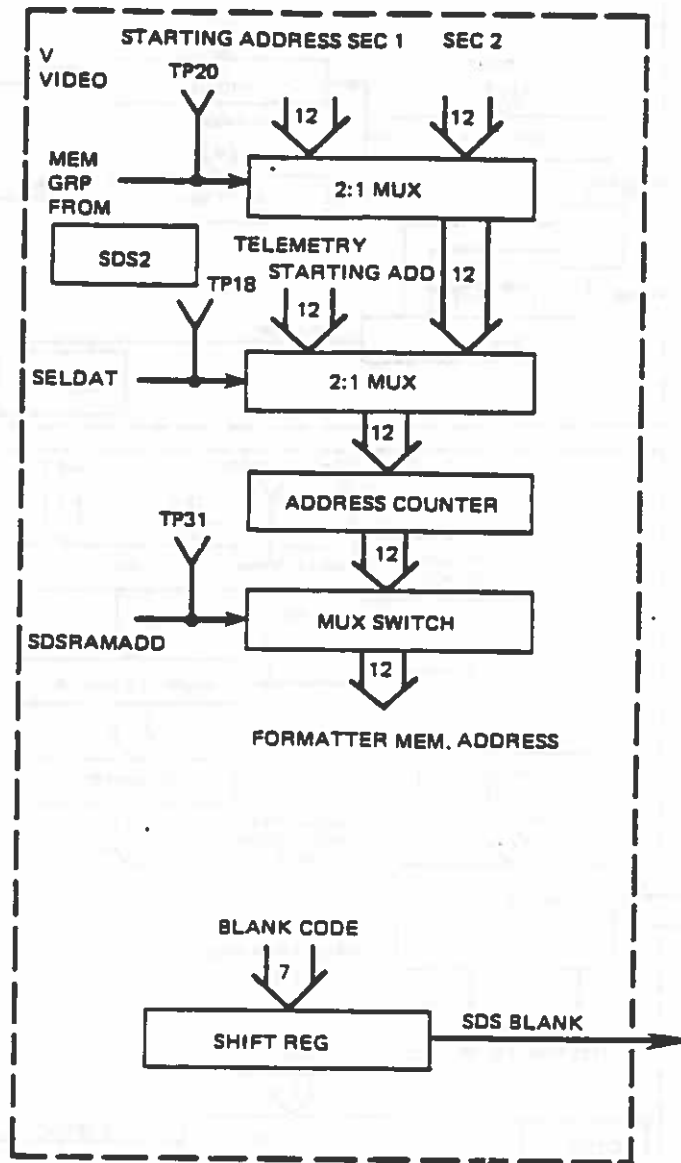 STARTING ADDRESS SEC 1 SEC 2
V
VIDEO
TP20
12
12
MEM
GRP
FROM
2:1 MUX
SDS2
TELEMETRY
STARTING ADD
12
TP18
12
SELDAT
2:1 MUX
12
ADDRESS COUNTER
TP31
12
MUX SWITCH
SDSRAMADD
12
FORMATTER MEM. ADDRESS
BLANK CODE
7
SHIFT REG
SDS BLANK